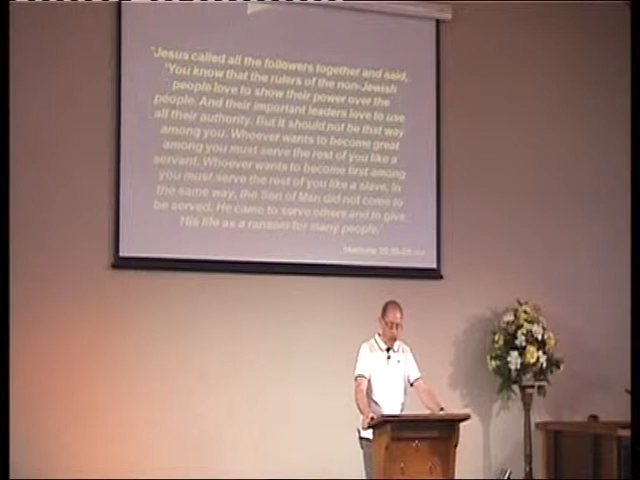 "Jesus called all the followers together and said,
'You know that the rulers of the non-Jewish
people love to show their power over the
people. And their important leaders love to use
all their authority. But it should not be that way
among you. Whoever wants to become great
among you must serve the rest of you like a
servant. Whoever wants to become first among
you must serve the rest of you like a slave. In
the same way, the Son of Man did not come to
be served. He came to serve others and to give
His life as a ransom for many people.'
Matthew 20:25-28